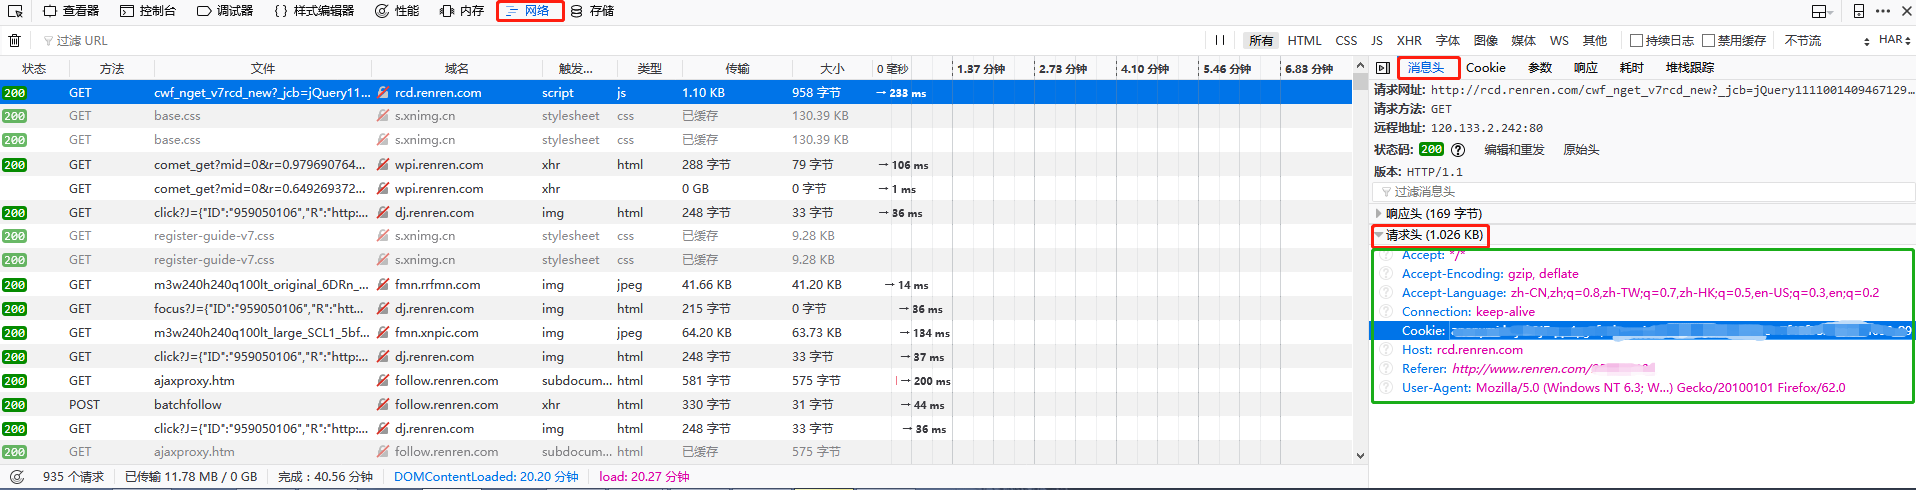 查看器 控制台 调试器 样式编辑器 性能 内存 网络 存储
过滤 URL 所有 HTML CSS JS XHR 字体 图像 媒体 WS 其他 持续日志 禁用缓存 不节流 HAR
状态 方法 文件 域名 触发... 类型 传输 大小 0 毫秒 1.37 分钟 2.73 分钟 4.10 分钟 5.46 分钟 6.83 分钟
200 GET cwf_nget_v7rcd_new?_jcb=jQuery11... rcd.renren.com script js 1.10 KB 958 字节 → 233 ms
200 GET base.css s.xnimg.cn stylesheet css 已缓存 130.39 KB
200 GET base.css s.xnimg.cn stylesheet css 已缓存 130.39 KB
200 GET comet_get?mid=0&r=0.979690764... wpi.renren.com xhr html 288 字节 79 字节 → 106 ms
GET comet_get?mid=0&r=0.649269372... wpi.renren.com xhr 0 GB 0 字节 → 1 ms
200 GET click?J={"ID":"959050106","R":"http:... dj.renren.com img html 248 字节 33 字节 → 36 ms
200 GET register-guide-v7.css s.xnimg.cn stylesheet css 已缓存 9.28 KB
200 GET register-guide-v7.css s.xnimg.cn stylesheet css 已缓存 9.28 KB
200 GET m3w240h240q100lt_original_6DRn_... fmn.rrfmn.com img jpeg 41.66 KB 41.20 KB → 14 ms
200 GET focus?J={"ID":"959050106","R":"htt... dj.renren.com img html 215 字节 0 字节 → 36 ms
200 GET m3w240h240q100lt_large_SCL1_5bf... fmn.xnpic.com img jpeg 64.20 KB 63.73 KB → 134 ms
200 GET click?J={"ID":"959050106","R":"http:... dj.renren.com img html 248 字节 33 字节 → 37 ms
200 GET ajaxproxy.htm follow.renren.com subdocum... html 581 字节 575 字节 → 200 ms
200 POST batchfollow follow.renren.com xhr html 330 字节 31 字节 → 44 ms
200 GET click?J={"ID":"959050106","R":"http:... dj.renren.com img html 248 字节 33 字节 → 36 ms
200 GET ajaxproxy.htm follow.renren.com subdocum... html 已缓存 575 字节
935 个请求 已传输 11.78 MB / 0 GB 完成：40.56 分钟 DOMContentLoaded: 20.20 分钟 load: 20.27 分钟
消息头 Cookie 参数 响应 耗时 堆栈跟踪
请求网址: http://rcd.renren.com/cwf_nget_v7rcd_new?_jcb=jQuery1111001409467129...
请求方法: GET
远程地址: 120.133.2.242:80
状态码: 200 ? 编辑和重发 原始头
版本: HTTP/1.1
过滤消息头
响应头 (169 字节)
请求头 (1.026 KB)
Accept: */*
Accept-Encoding: gzip, deflate
Accept-Language: zh-CN,zh;q=0.8,zh-TW;q=0.7,zh-HK;q=0.5,en-US;q=0.3,en;q=0.2
Connection: keep-alive
Cookie:
Host: rcd.renren.com
Referer: http://www.renren.com/
User-Agent: Mozilla/5.0 (Windows NT 6.3; W...) Gecko/20100101 Firefox/62.0